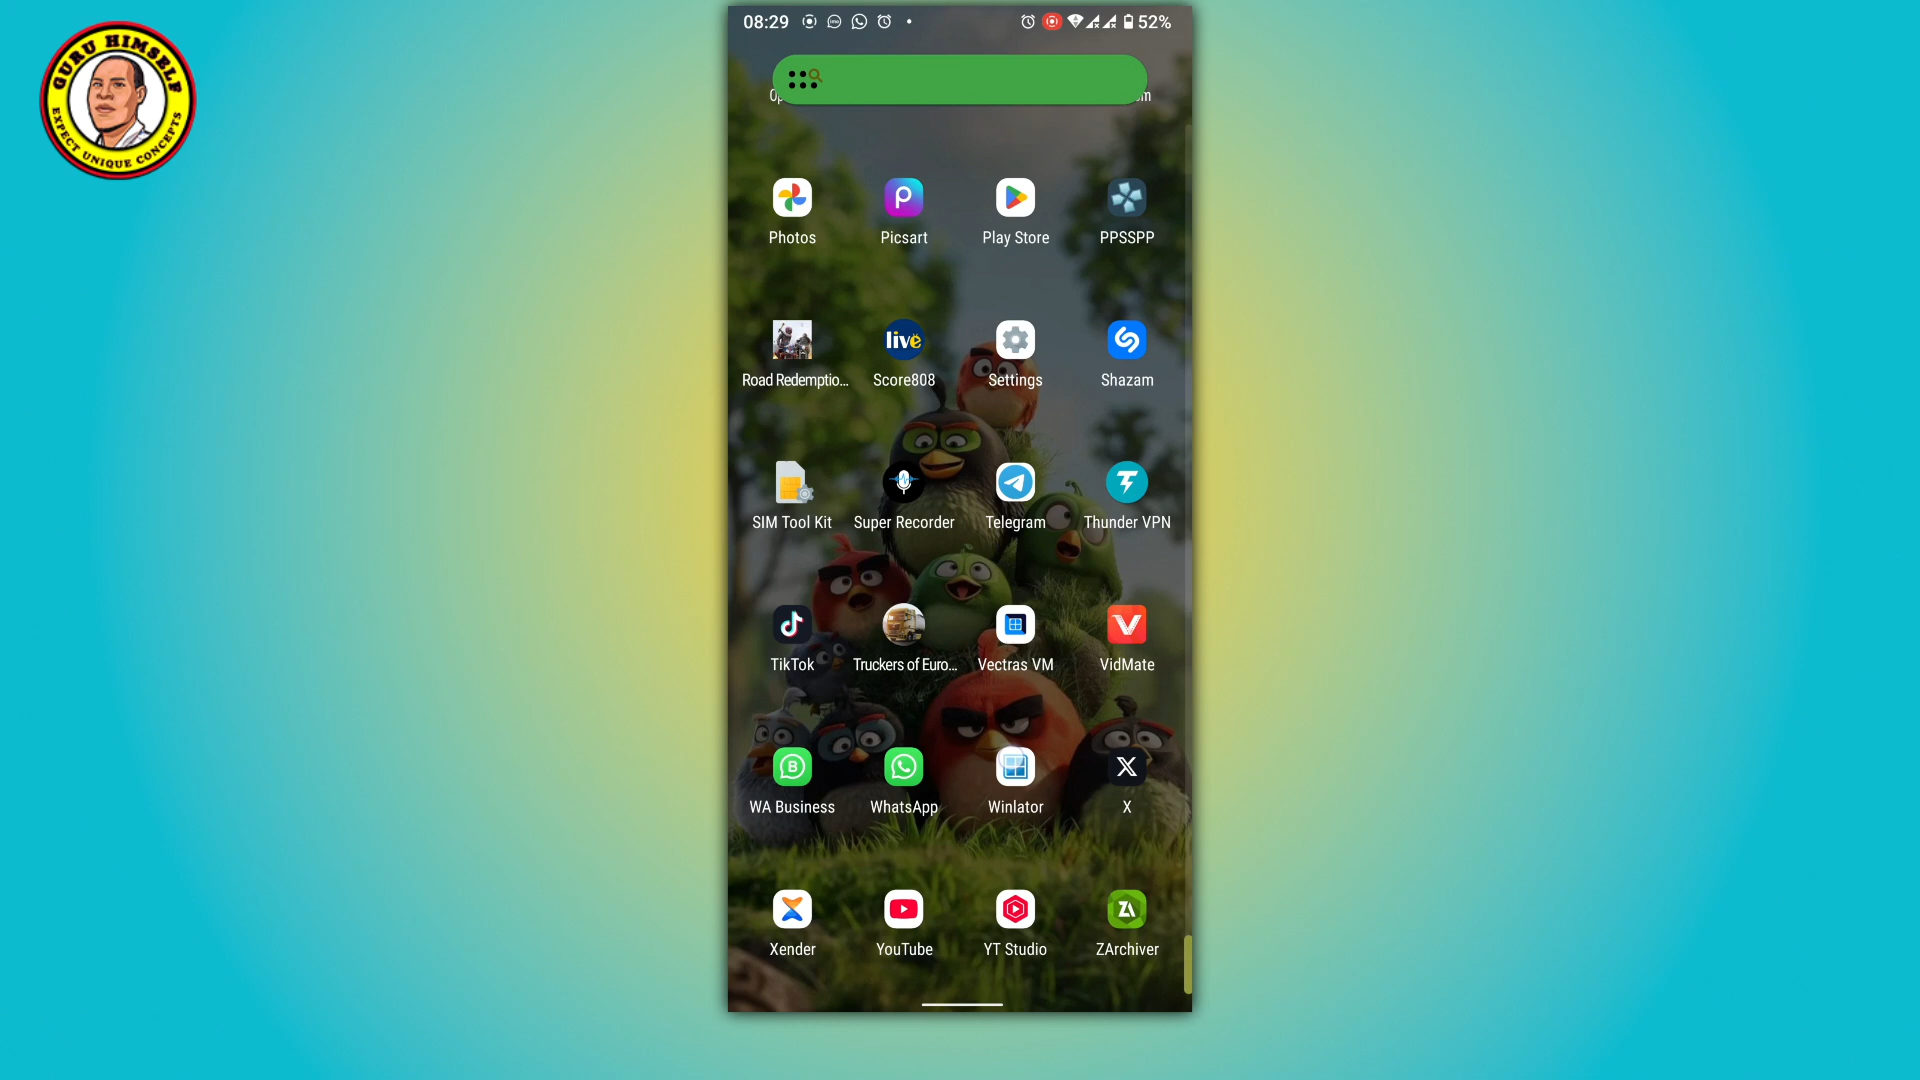 GURU HIMSELF
EXPECT UNIQUE CONCEPTS
08:29
52%
Photos
Picsart
Play Store
PPSSPP
live
Road Redemptio...
Score808
Settings
Shazam
SIM Tool Kit
Super Recorder
Telegram
Thunder VPN
TikTok
Truckers of Euro...
Vectras VM
VidMate
B
WA Business
WhatsApp
Winlator
X
ZA
Xender
YouTube
YT Studio
ZArchiver